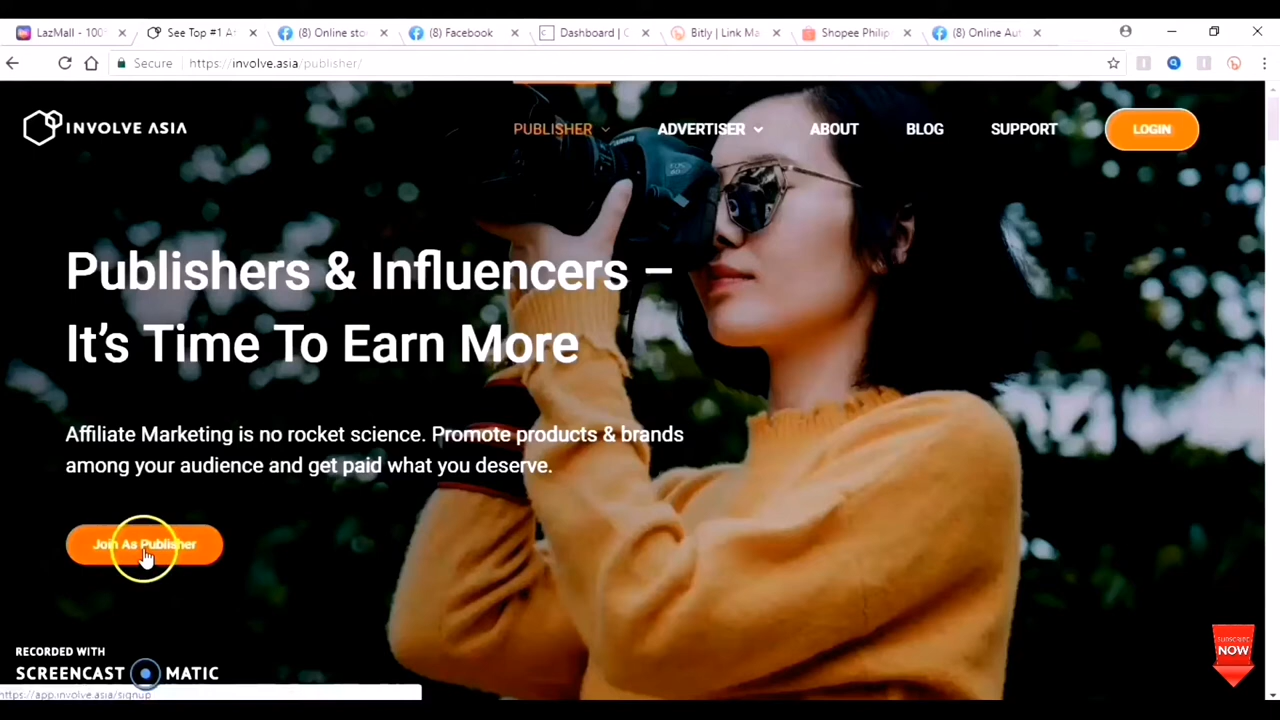 LazMall - 100
See Top #1 A
(8) Online sto
(8) Facebook
Dashboard | C
Bitly | Link Ma
Shopee Philip
(8) Online Aut
Secure
https://involve.asia/publisher/
INVOLVE ASIA
PUBLISHER
ADVERTISER
ABOUT
BLOG
SUPPORT
LOGIN
Publishers & Influencers –
It's Time To Earn More
Affiliate Marketing is no rocket science. Promote products & brands
among your audience and get paid what you deserve.
Join As Publisher
RECORDED WITH
SCREENCAST MATIC
SUBSCRIBE
NOW
https://app.involve.asia/signup